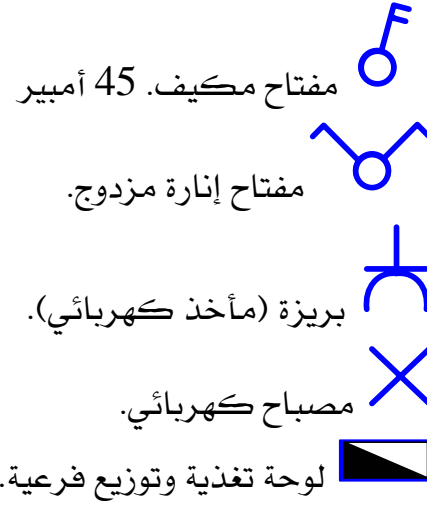 مفتاح مكيف. 45 أمبير
مفتاح إنارة مزدوج.
بريزة (مأخذ كهربائي).
مصباح كهربائي.
لوحة تغذية وتوزيع فرعية.